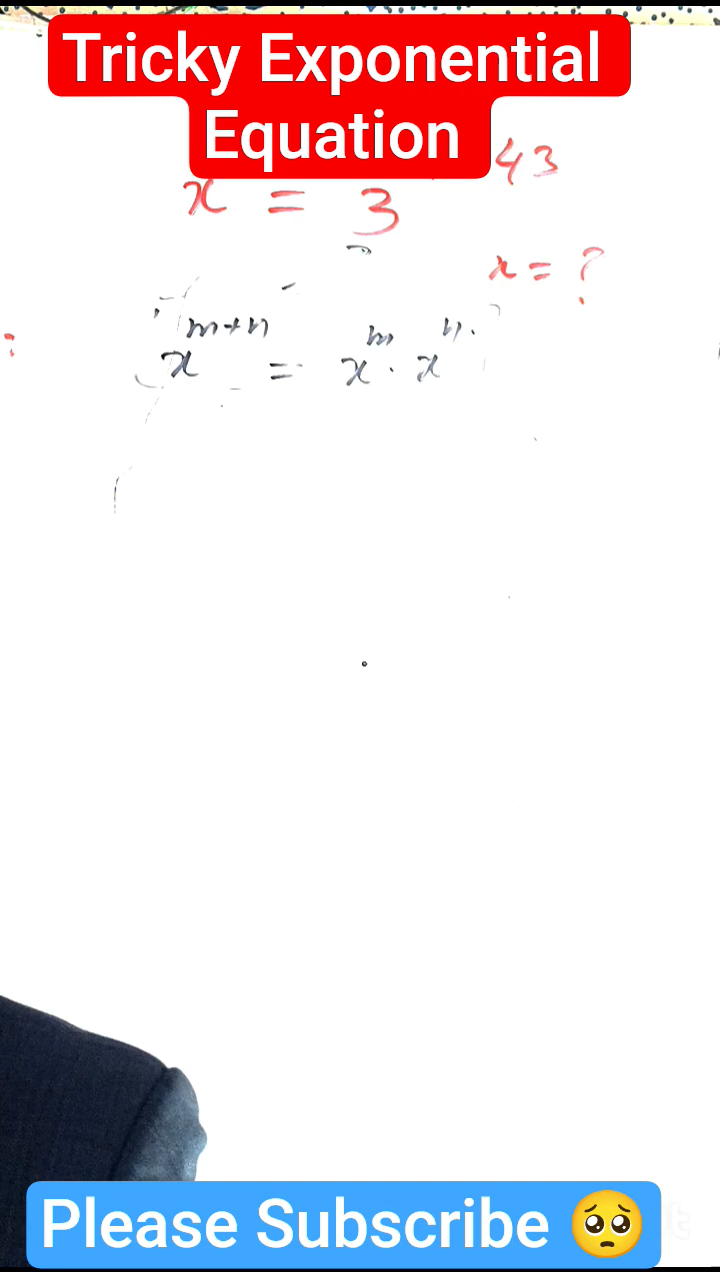 Tricky Exponential
Equation
43
x = 3
x = ?
m+n m n.
x = x . x
Please Subscribe 🥺